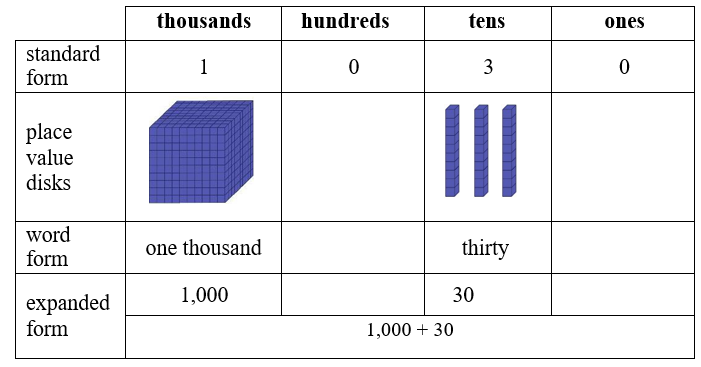 thousands hundreds tens ones
standard
form
1 0 3 0
place
value
disks
word
form
one thousand thirty
expanded
form
1,000 30
1,000 + 30